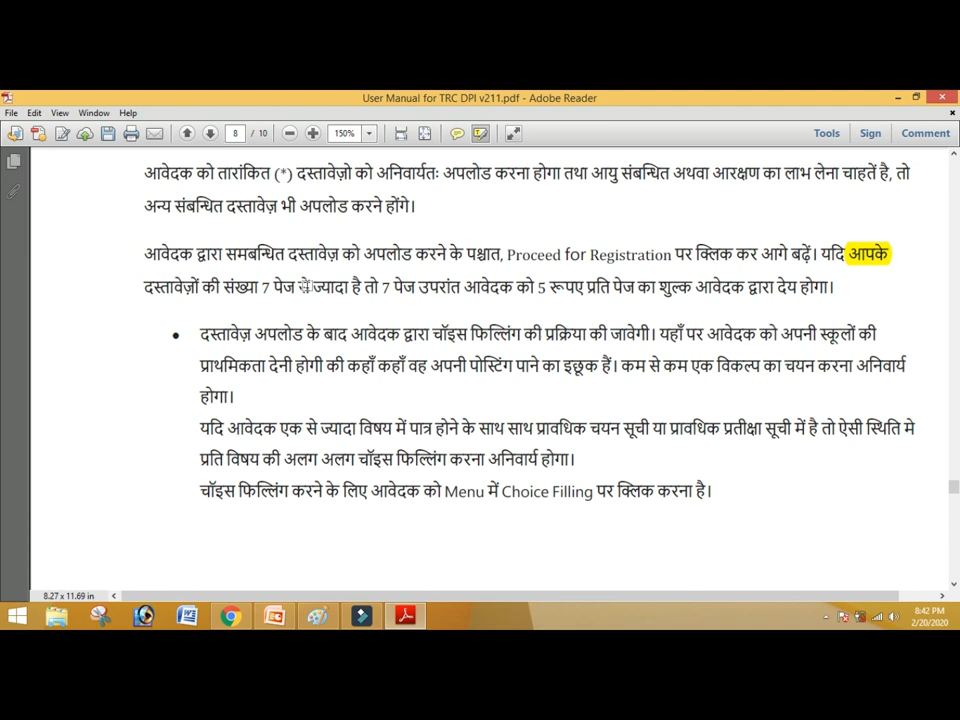 User Manual for TRC DPI v211.pdf - Adobe Reader
File Edit View Window Help
8 / 10 150% Tools Sign Comment
आवेदक को तारांकित (*) दस्तावेज़ो को अनिवार्यतः अपलोड करना होगा तथा आयु संबन्धित अथवा आरक्षण का लाभ लेना चाहतें है, तो
अन्य संबन्धित दस्तावेज़ भी अपलोड करने होंगे।
आवेदक द्वारा समबन्धित दस्तावेज़ को अपलोड करने के पश्चात, Proceed for Registration पर क्लिक कर आगे बढ़ें। यदि आपके
दस्तावेज़ों की संख्या 7 पेज से ज्यादा है तो 7 पेज उपरांत आवेदक को 5 रूपए प्रति पेज का शुल्क आवेदक द्वारा देय होगा।
• दस्तावेज़ अपलोड के बाद आवेदक द्वारा चॉइस फिल्लिंग की प्रक्रिया की जावेगी। यहाँ पर आवेदक को अपनी स्कूलों की
प्राथमिकता देनी होगी की कहाँ कहाँ वह अपनी पोस्टिंग पाने का इछूक हैं। कम से कम एक विकल्प का चयन करना अनिवार्य
होगा।
यदि आवेदक एक से ज्यादा विषय में पात्र होने के साथ साथ प्रावधिक चयन सूची या प्रावधिक प्रतीक्षा सूची में है तो ऐसी स्थिति मे
प्रति विषय की अलग अलग चॉइस फिल्लिंग करना अनिवार्य होगा।
चॉइस फिल्लिंग करने के लिए आवेदक को Menu में Choice Filling पर क्लिक करना है।
8.27 x 11.69 in
8:42 PM
2/20/2020